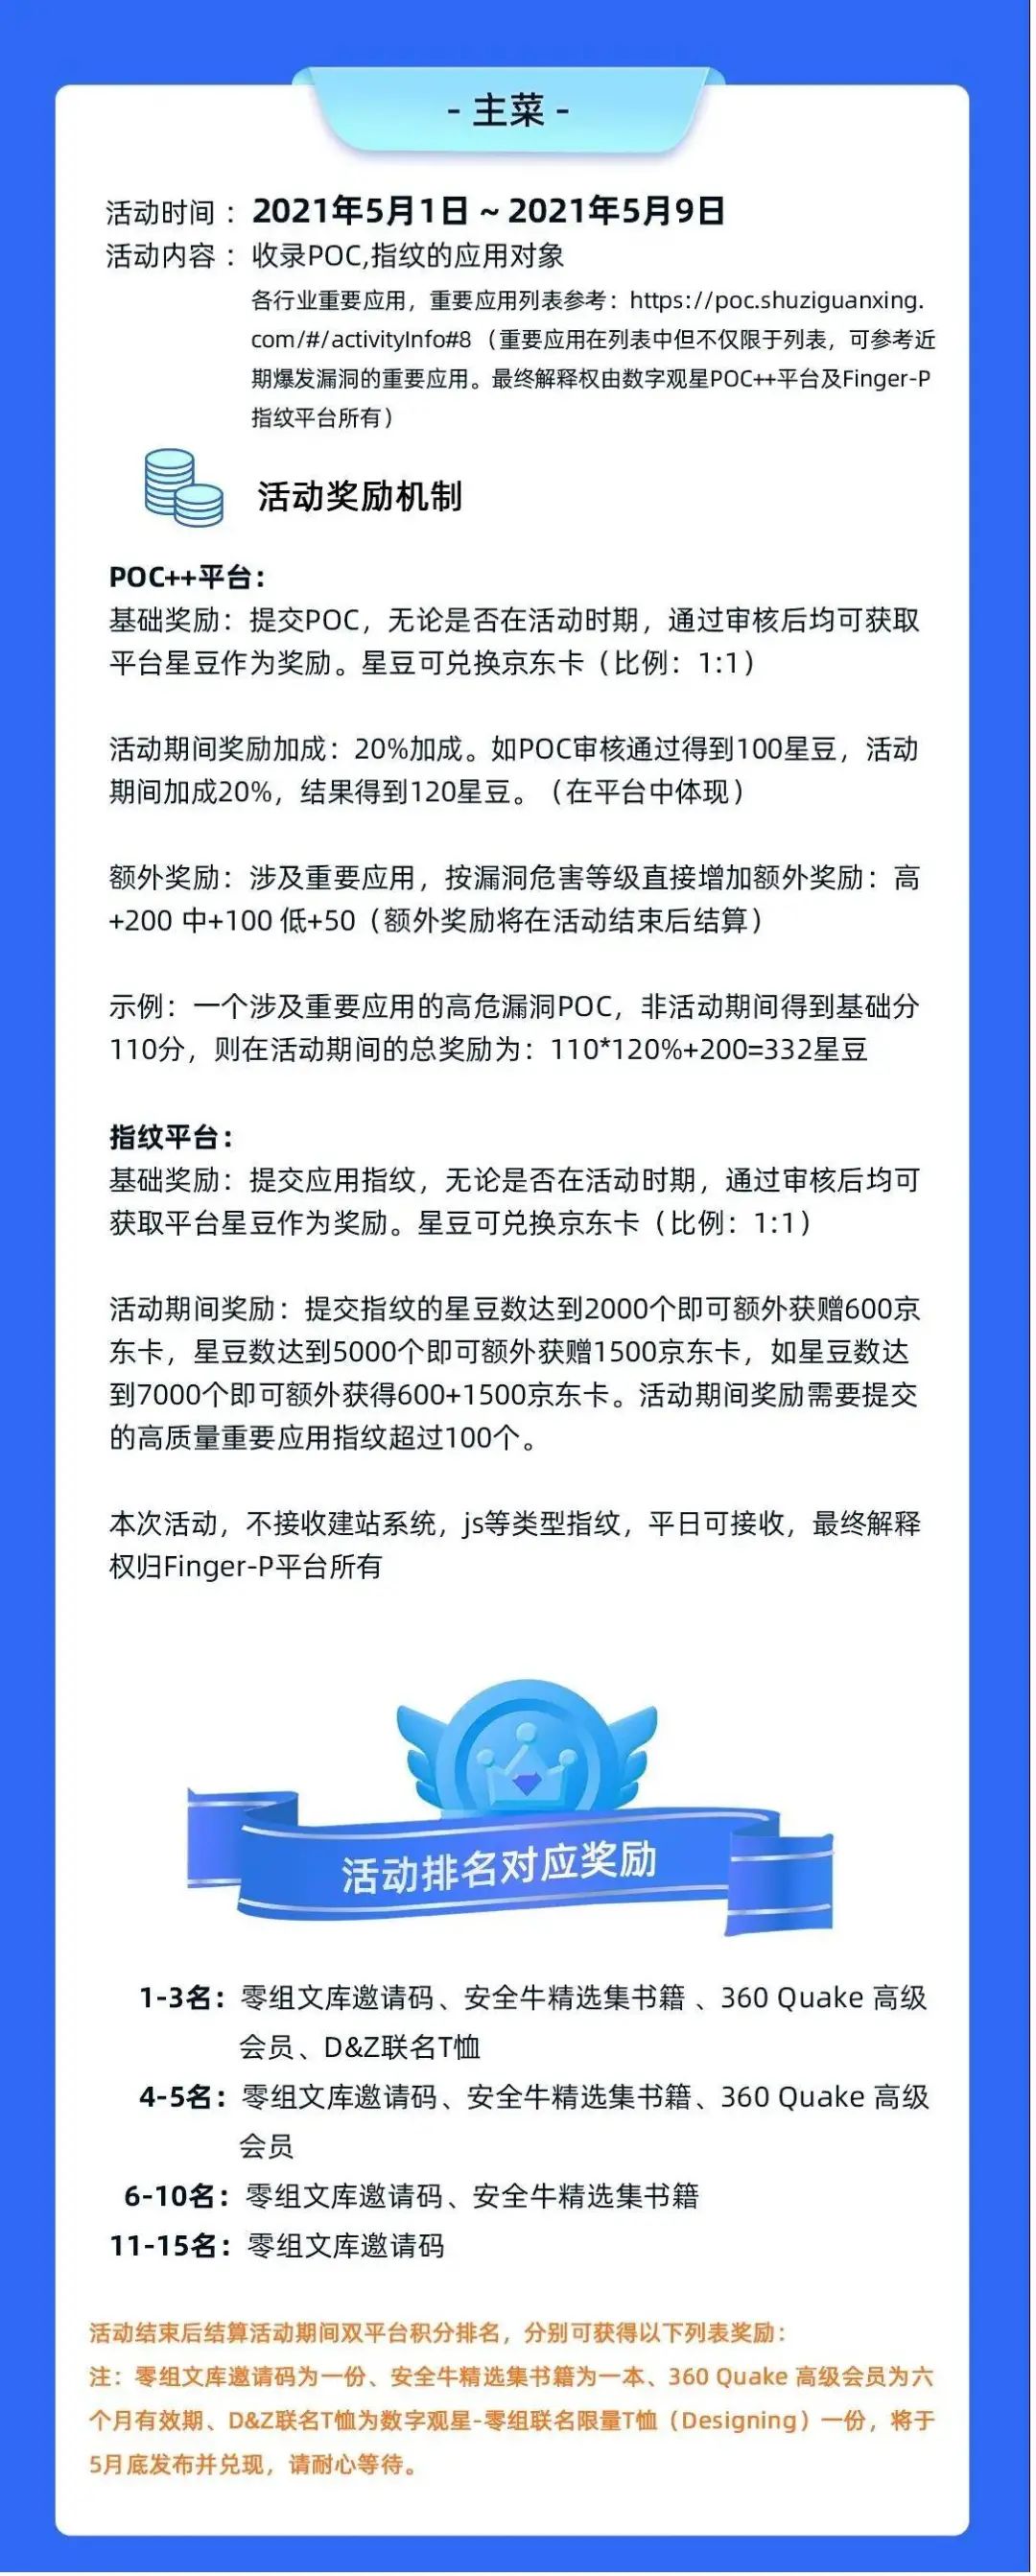 - 主菜 -
活动时间 : 2021年5月1日 ~ 2021年5月9日
活动内容 : 收录POC,指纹的应用对象
各行业重要应用，重要应用列表参考：https://poc.shuziguanxing.
com/#/activityInfo#8（重要应用在列表中但不仅限于列表，可参考近
期爆发漏洞的重要应用。最终解释权由数字观星POC++平台及Finger-P
指纹平台所有）
活动奖励机制
POC++平台：
基础奖励：提交POC，无论是否在活动时期，通过审核后均可获取
平台星豆作为奖励。星豆可兑换京东卡（比例：1:1）
活动期间奖励加成：20%加成。如POC审核通过得到100星豆，活动
期间加成20%，结果得到120星豆。（在平台中体现）
额外奖励：涉及重要应用，按漏洞危害等级直接增加额外奖励：高
+200 中+100 低+50（额外奖励将在活动结束后结算）
示例：一个涉及重要应用的高危漏洞POC，非活动期间得到基础分
110分，则在活动期间的总奖励为：110*120%+200=332星豆
指纹平台：
基础奖励：提交应用指纹，无论是否在活动时期，通过审核后均可
获取平台星豆作为奖励。星豆可兑换京东卡（比例：1:1）
活动期间奖励：提交指纹的星豆数达到2000个即可额外获赠600京
东卡，星豆数达到5000个即可额外获赠1500京东卡，如星豆数达
到7000个即可额外获得600+1500京东卡。活动期间奖励需要提交
的高质量重要应用指纹超过100个。
本次活动，不接收建站系统，js等类型指纹，平日可接收，最终解释
权归Finger-P平台所有
活动排名对应奖励
1-3名：零组文库邀请码、安全牛精选集书籍 、360 Quake 高级
会员、D&Z联名T恤
4-5名：零组文库邀请码、安全牛精选集书籍、360 Quake 高级
会员
6-10名：零组文库邀请码、安全牛精选集书籍
11-15名：零组文库邀请码
活动结束后结算活动期间双平台积分排名，分别可获得以下列表奖励：
注：零组文库邀请码为一份、安全牛精选集书籍为一本、360 Quake 高级会员为六
个月有效期、D&Z联名T恤为数字观星-零组联名限量T恤（Designing）一份，将于
5月底发布并兑现，请耐心等待。